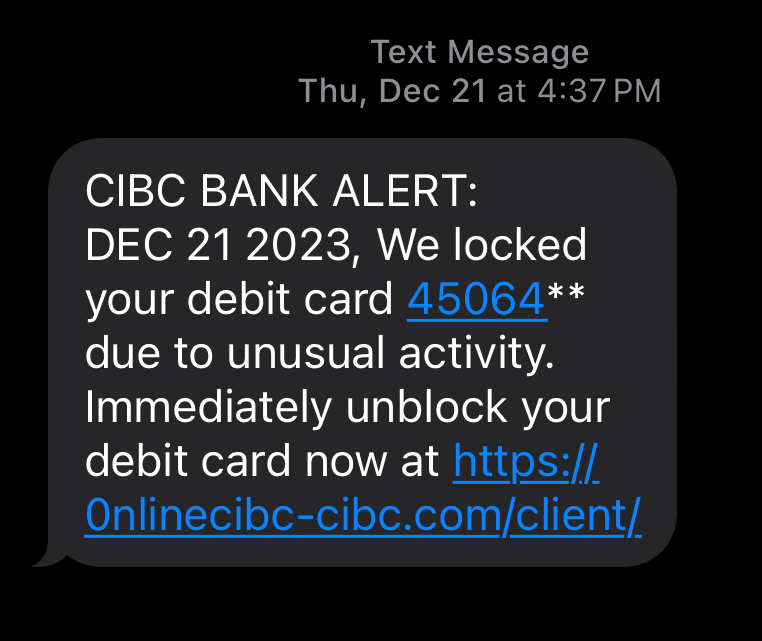 Text Message
Thu, Dec 21 at 4:37 PM
CIBC BANK ALERT:
DEC 21 2023, We locked
your debit card 45064**
due to unusual activity.
Immediately unblock your
debit card now at https://
0nlinecibc-cibc.com/client/